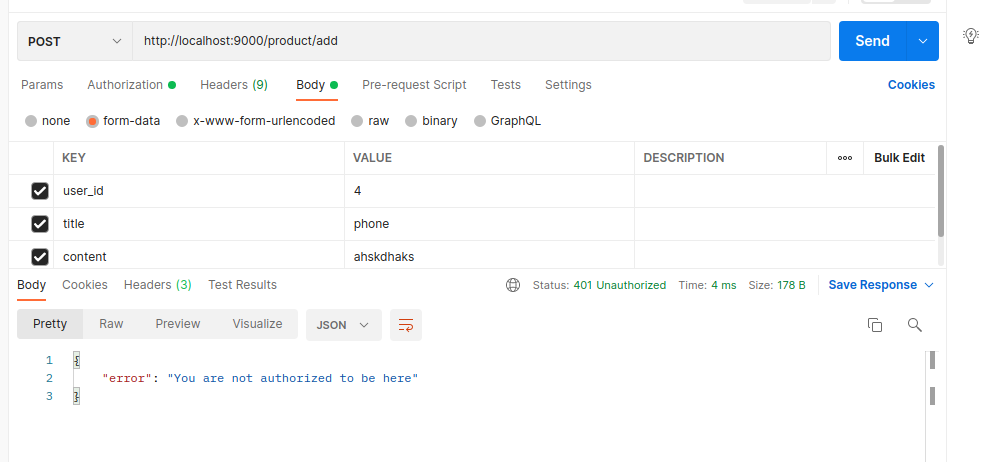 POST http://localhost:9000/product/add Send
Params Authorization Headers (9) Body Pre-request Script Tests Settings Cookies
none form-data x-www-form-urlencoded raw binary GraphQL
KEY VALUE DESCRIPTION ooo Bulk Edit
user_id 4
title phone
content ahskdhaks
Body Cookies Headers (3) Test Results Status: 401 Unauthorized Time: 4 ms Size: 178 B Save Response
Pretty Raw Preview Visualize JSON
1 {
2 "error": "You are not authorized to be here"
3 }